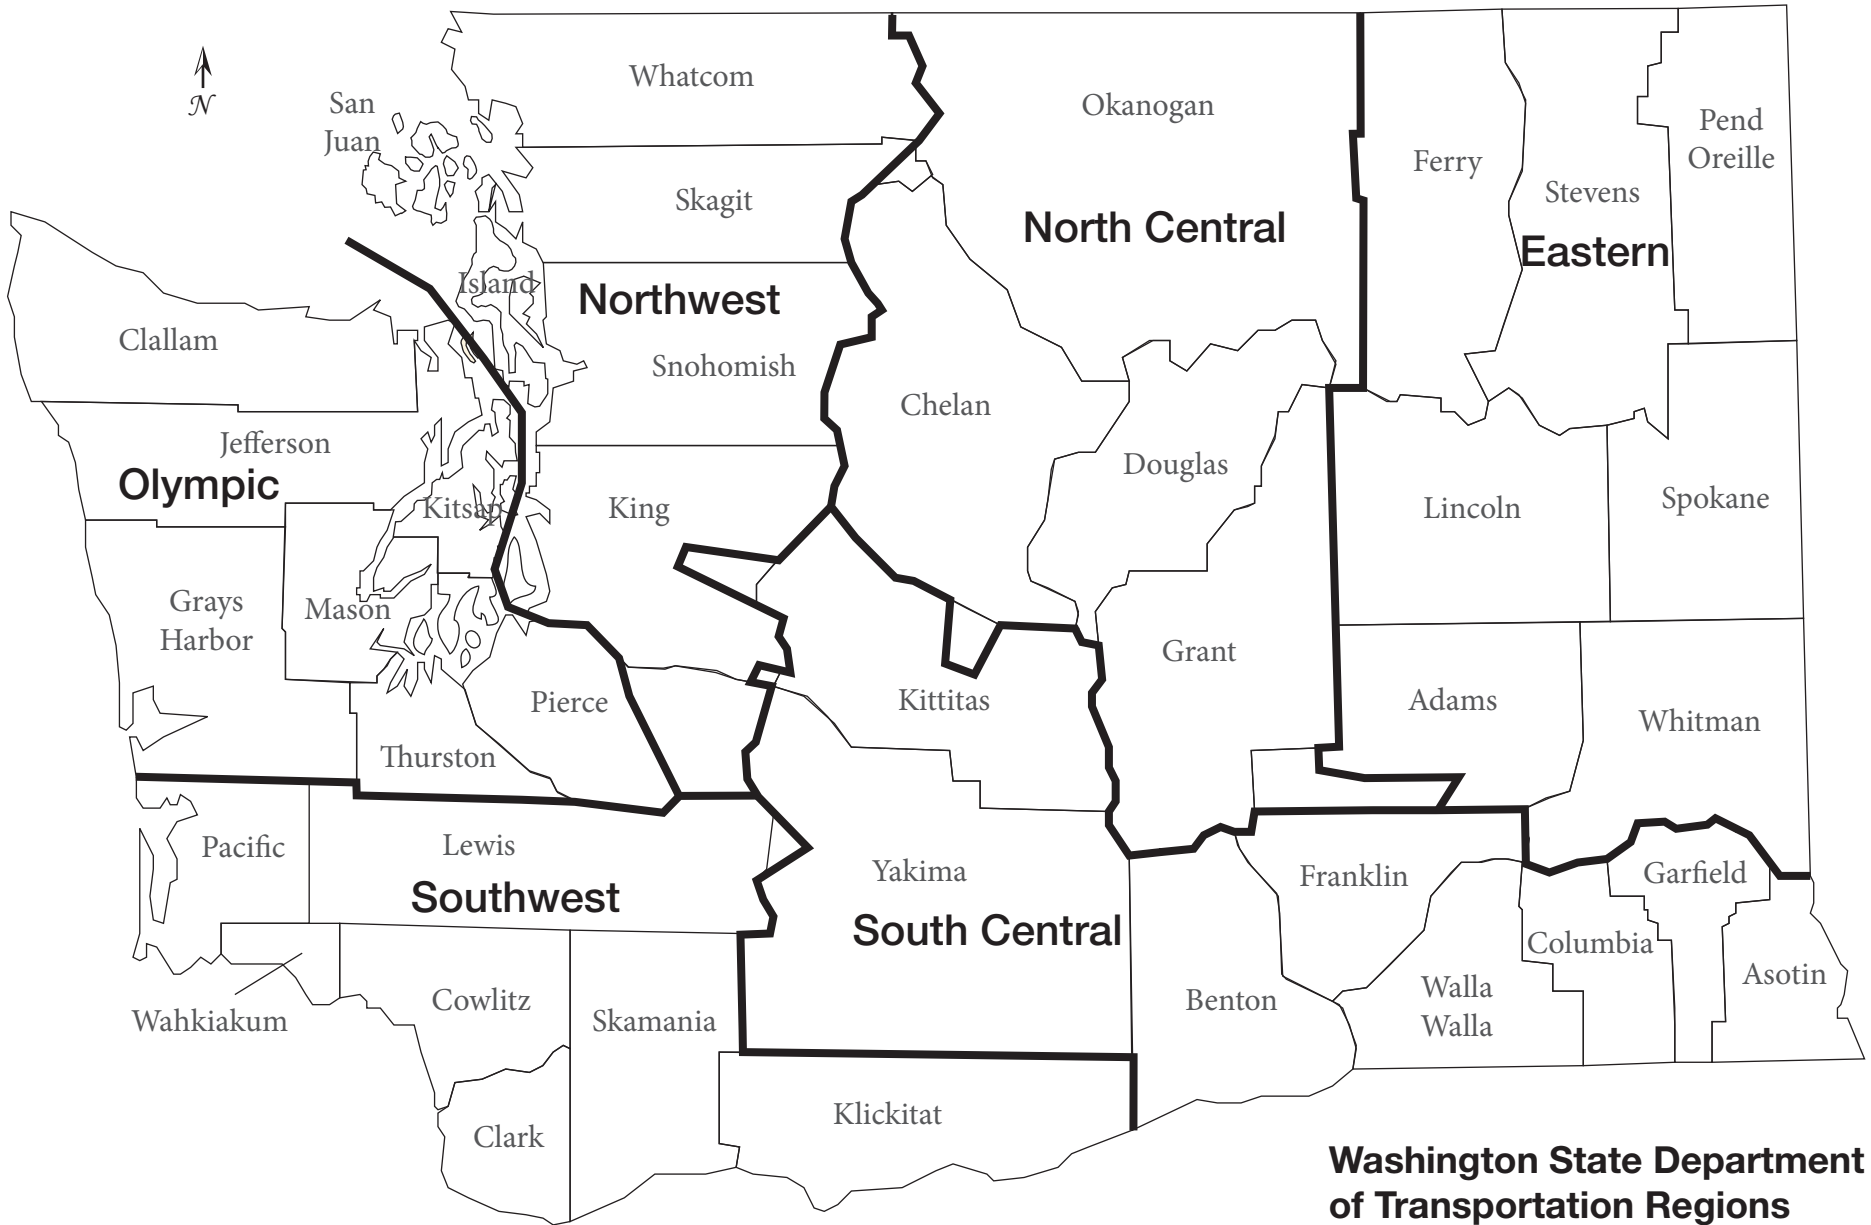 Whatcom
San
Juan
N
Okanogan
Pend
Oreille
Ferry
Stevens
Skagit
North Central
Eastern
Island
Northwest
Clallam
Snohomish
Chelan
Jefferson
Olympic
Douglas
Kitsap
King
Lincoln
Spokane
Grays
Harbor
Mason
Grant
Pierce
Kittitas
Adams
Whitman
Thurston
Pacific
Lewis
Yakima
Franklin
Garfield
Southwest
South Central
Columbia
Asotin
Wahkiakum
Cowlitz
Skamania
Benton
Walla
Walla
Klickitat
Clark
Washington State Department
of Transportation Regions